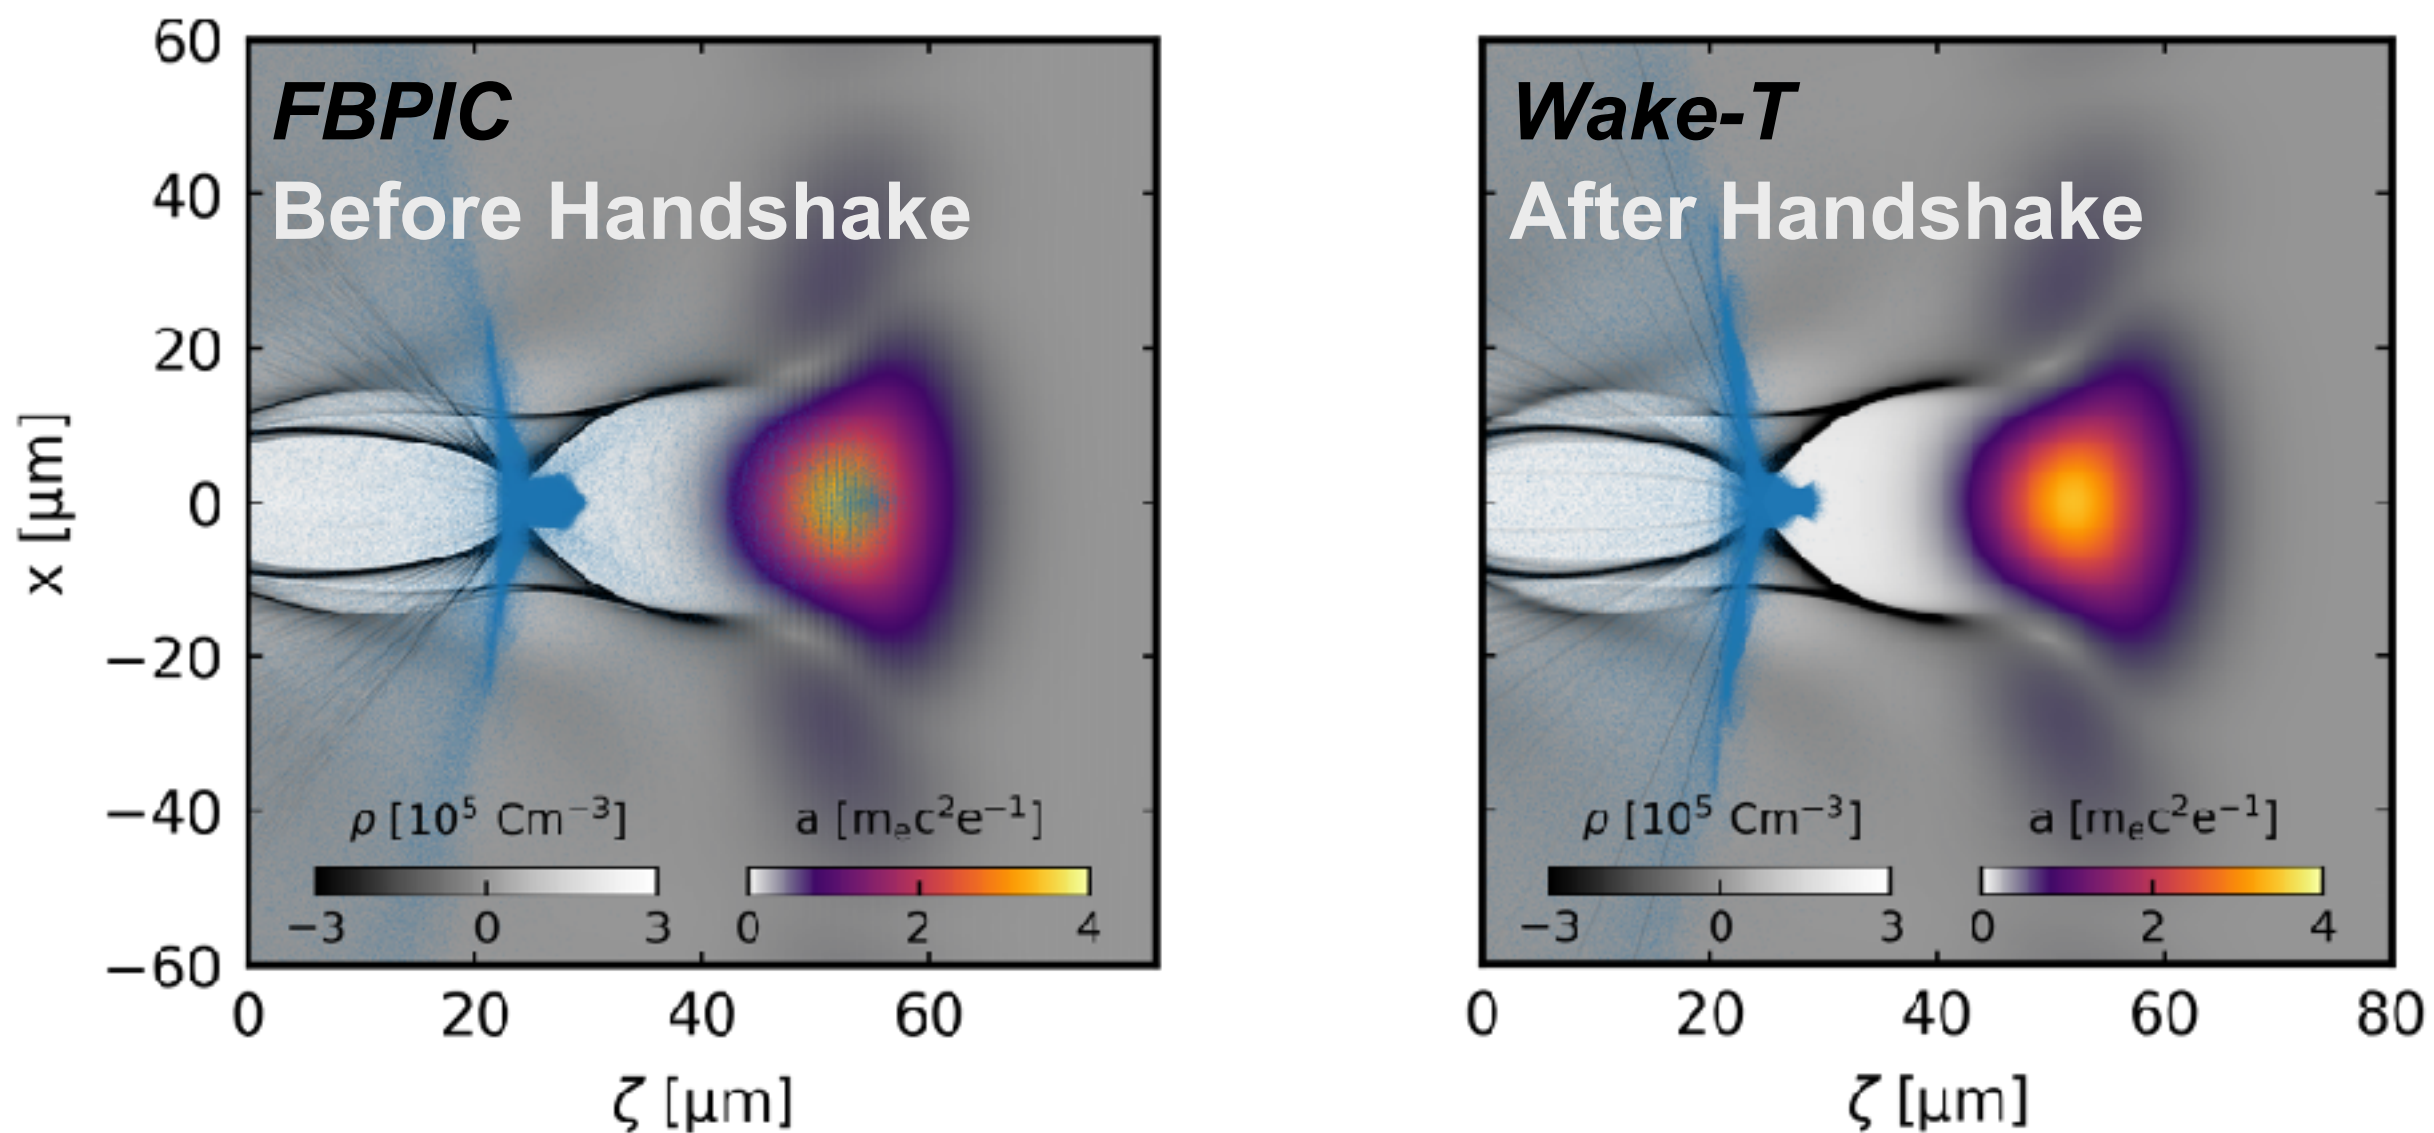 60
40
20
0
−20
−40
−60
x [μm]
FBPIC
Before Handshake
ρ [10⁵ Cm⁻³]
−3 0 3
a [mₑc²e⁻¹]
0 2 4
0 20 40 60
ζ [μm]
Wake-T
After Handshake
ρ [10⁵ Cm⁻³]
−3 0 3
a [mₑc²e⁻¹]
0 2 4
0 20 40 60 80
ζ [μm]